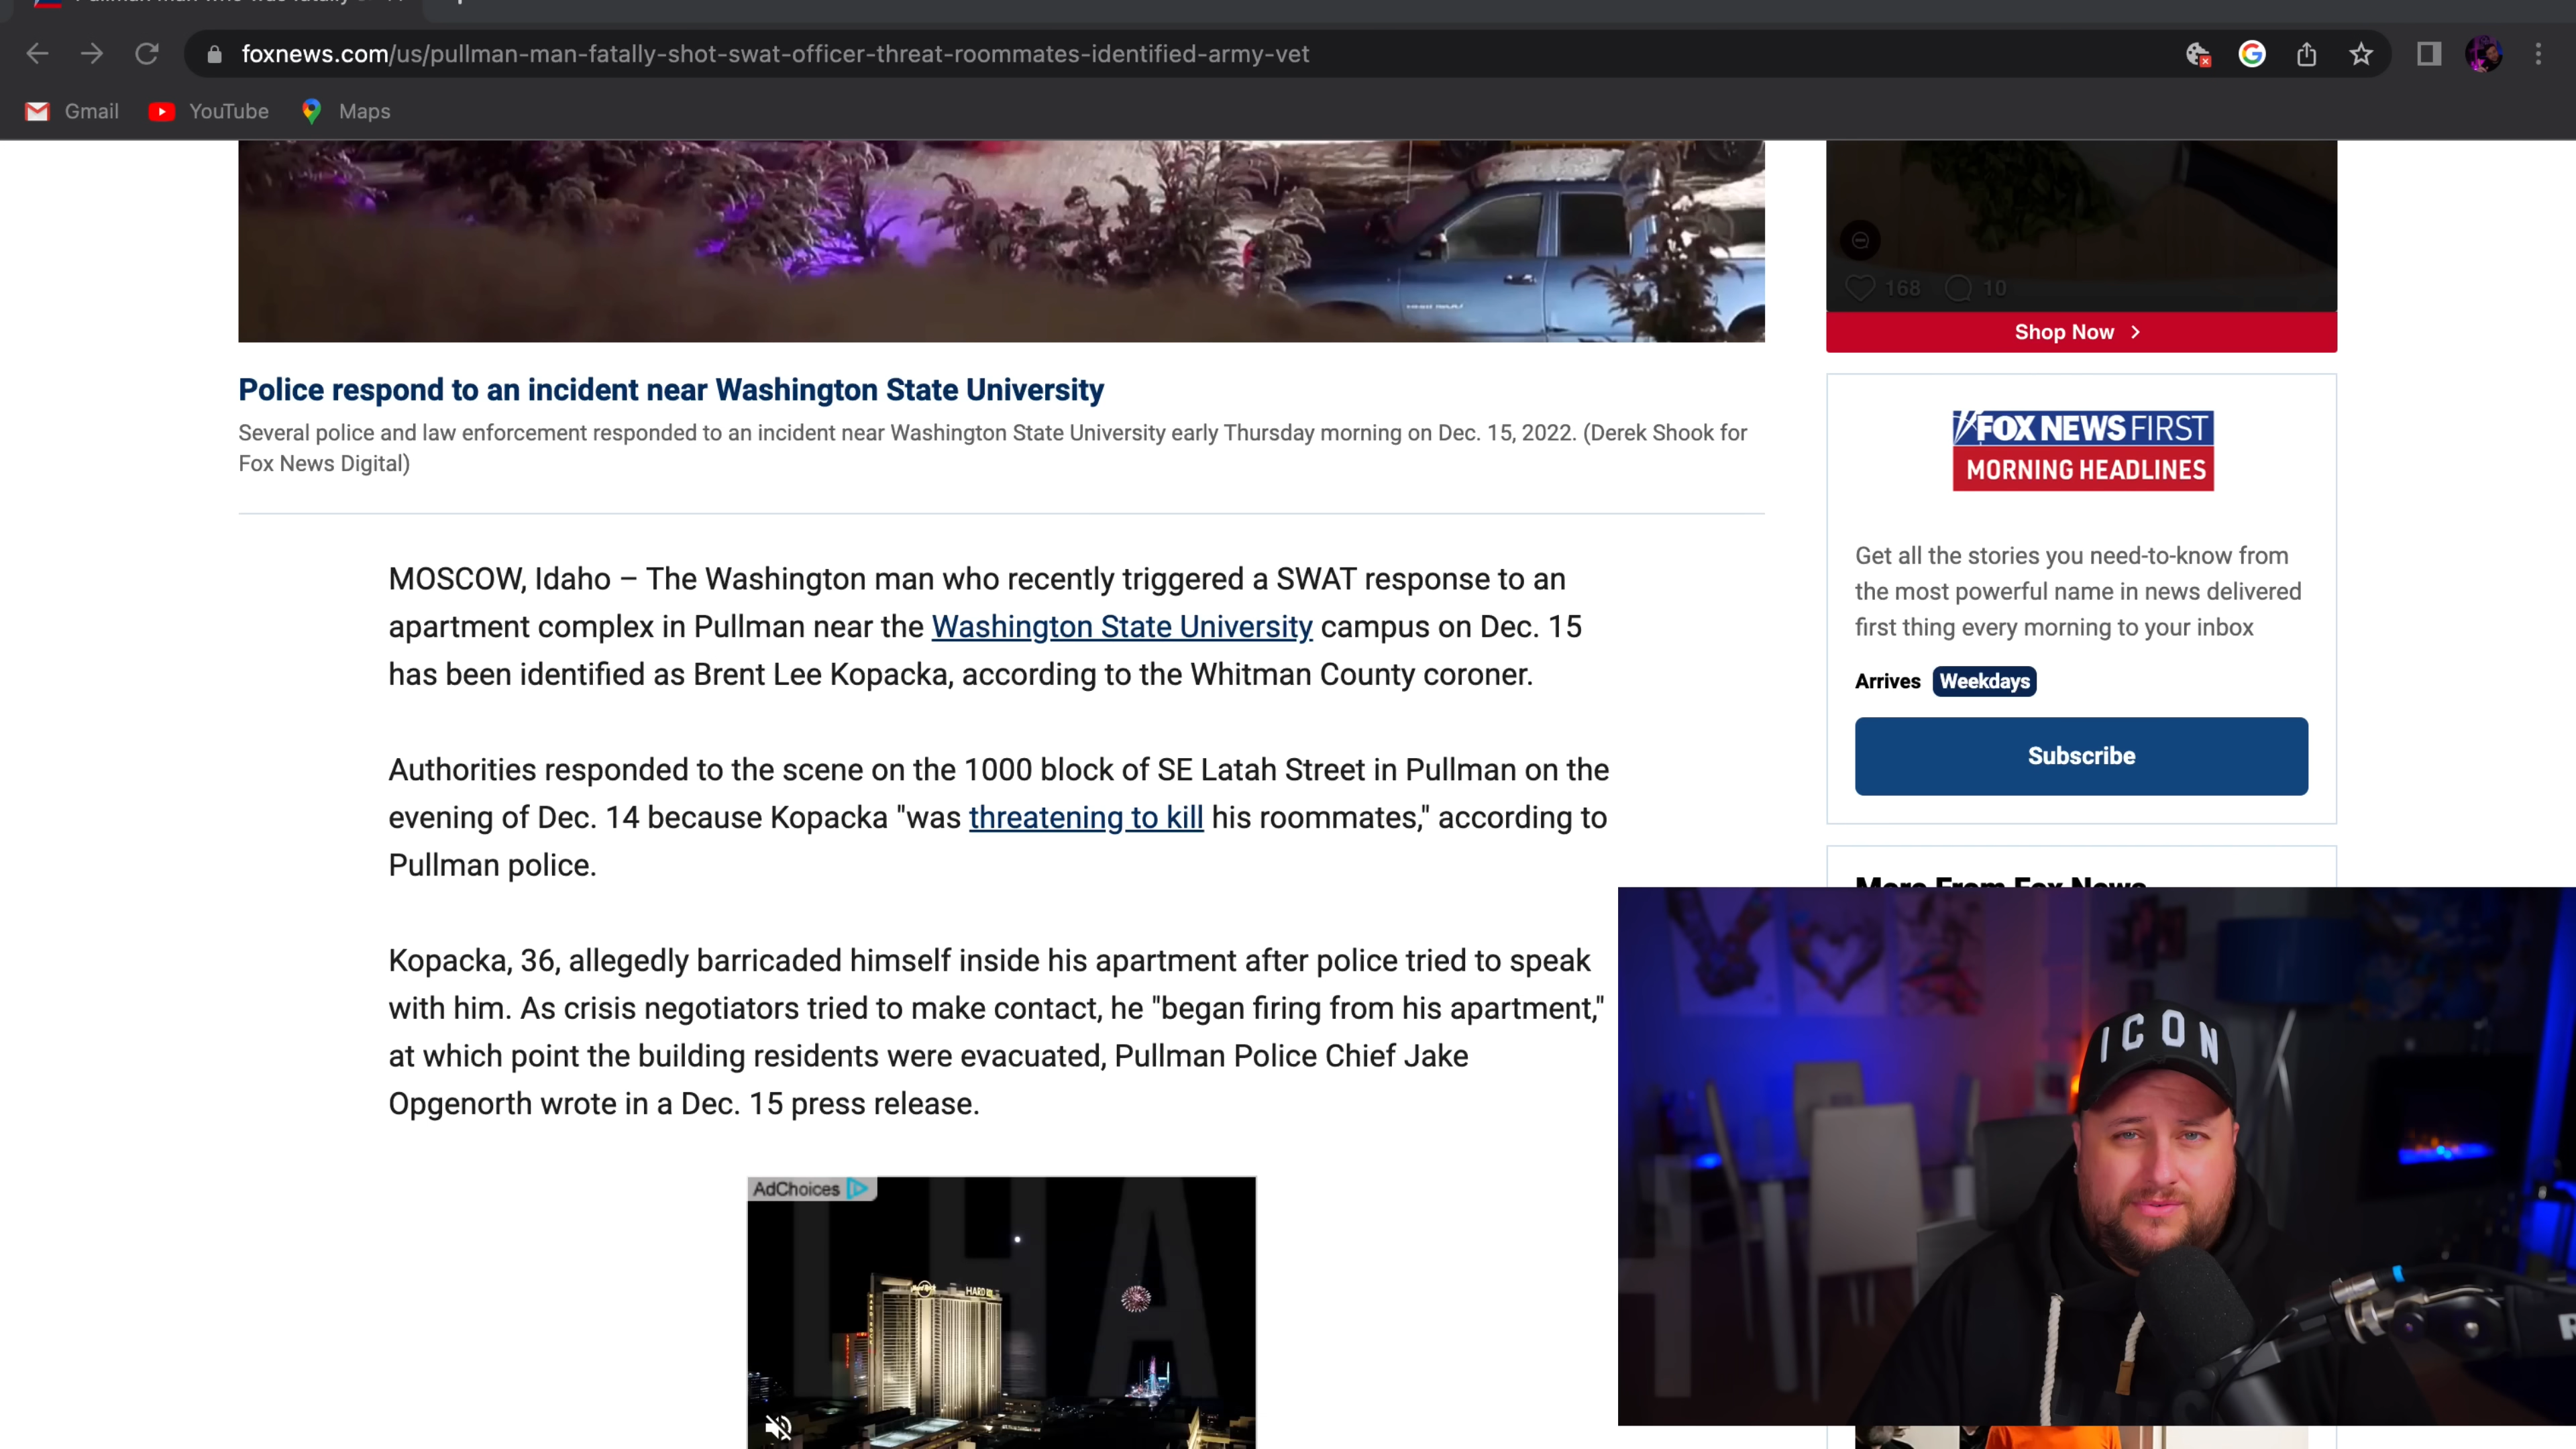 foxnews.com/us/pullman-man-fatally-shot-swat-officer-threat-roommates-identified-army-vet
Gmail
YouTube
Maps
168
10
Shop Now
Police respond to an incident near Washington State University
Several police and law enforcement responded to an incident near Washington State University early Thursday morning on Dec. 15, 2022. (Derek Shook for
Fox News Digital)
MOSCOW, Idaho – The Washington man who recently triggered a SWAT response to an
apartment complex in Pullman near the Washington State University campus on Dec. 15
has been identified as Brent Lee Kopacka, according to the Whitman County coroner.
Authorities responded to the scene on the 1000 block of SE Latah Street in Pullman on the
evening of Dec. 14 because Kopacka "was threatening to kill his roommates," according to
Pullman police.
Kopacka, 36, allegedly barricaded himself inside his apartment after police tried to speak
with him. As crisis negotiators tried to make contact, he "began firing from his apartment,"
at which point the building residents were evacuated, Pullman Police Chief Jake
Opgenorth wrote in a Dec. 15 press release.
AdChoices
HARD
FOX NEWS FIRST
MORNING HEADLINES
Get all the stories you need-to-know from
the most powerful name in news delivered
first thing every morning to your inbox
Arrives Weekdays
Subscribe
More From Fox News
ICON